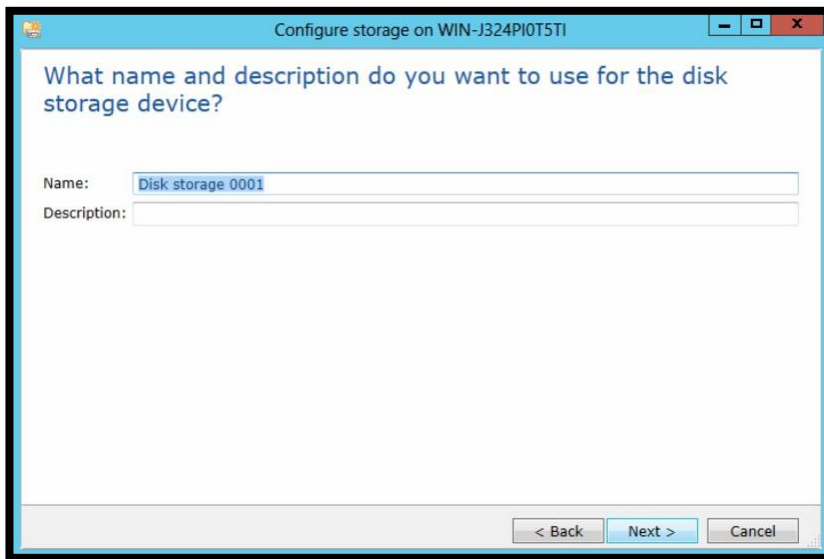 Configure storage on WIN-J324PI0T5TI
What name and description do you want to use for the disk
storage device?
Name:
Disk storage 0001
Description:
< Back
Next >
Cancel